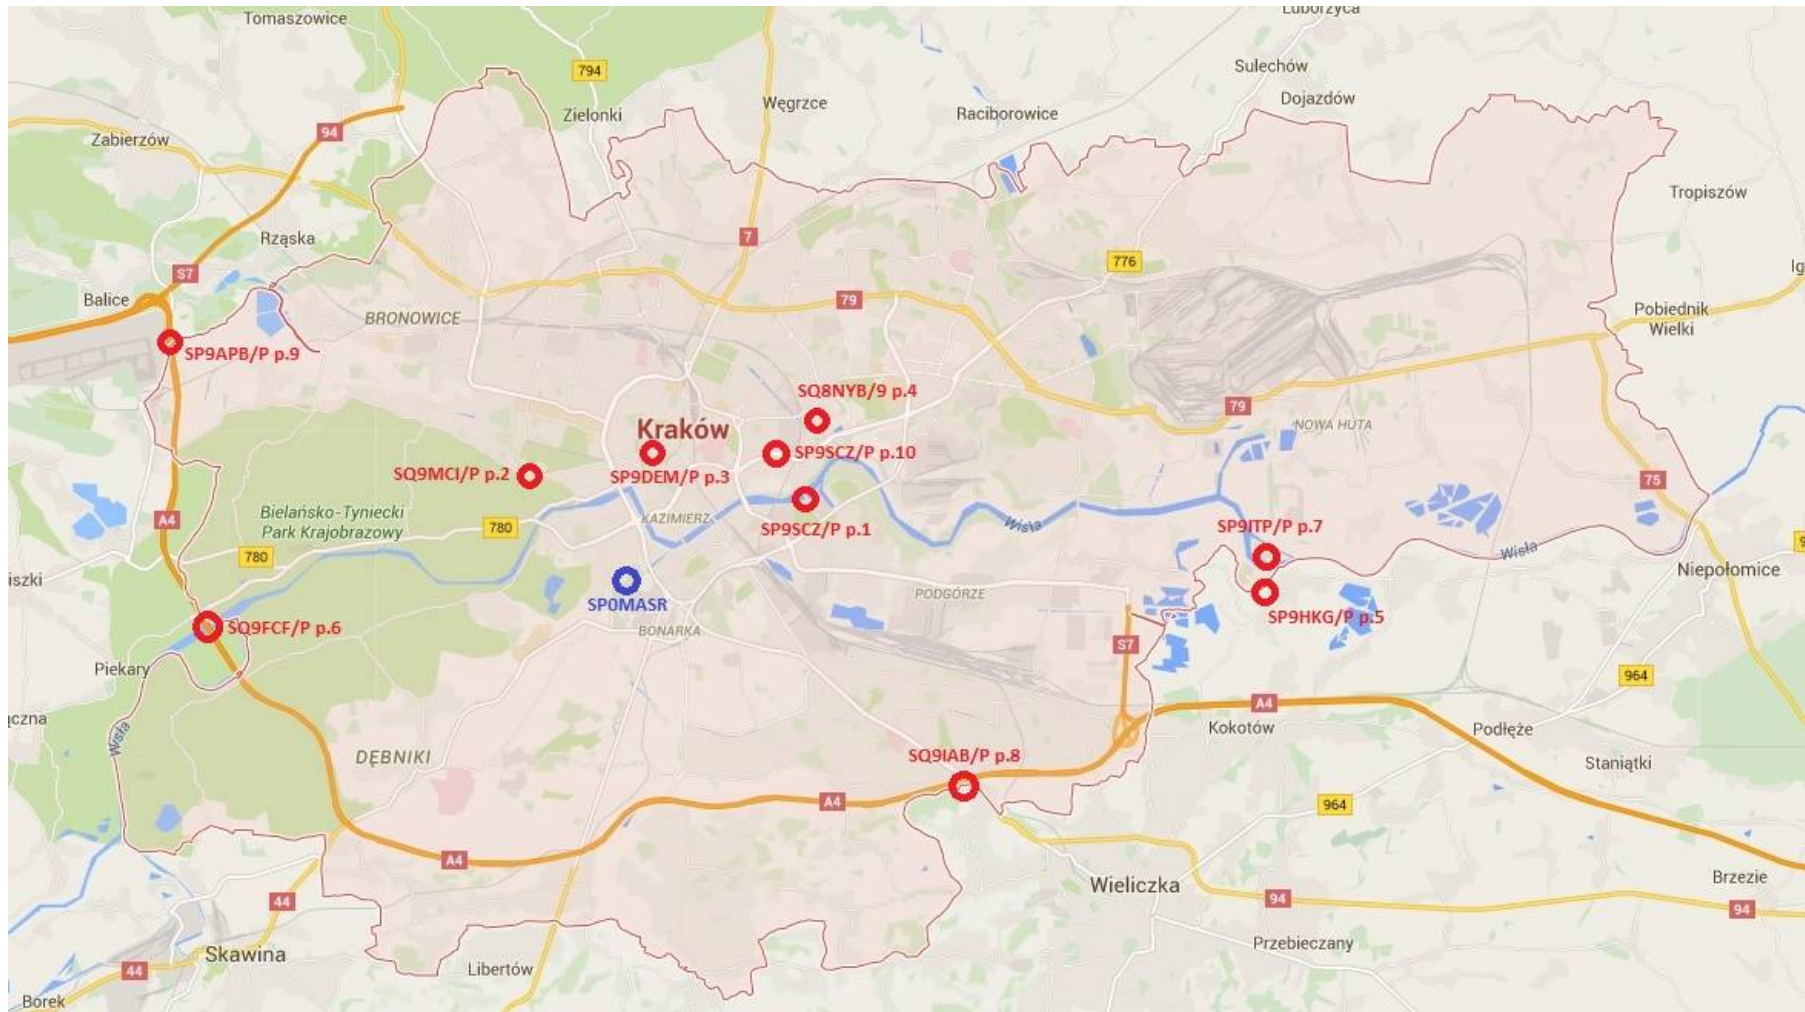 Tomaszowice
Luborzyca
794
Sulechów
Węgrzce
Dojazdów
Zielonki
Raciborowice
94
Zabierzów
Tropiszów
Rząska
7
776
S7
Balice
79
Pobiednik
Wielki
BRONOWICE
SP9APB/P p.9
SQ8NYB/9 p.4
79
Kraków
NOWA HUTA
SP9SCZ/P p.10
SQ9MCI/P p.2
SP9DEM/P p.3
75
Bielańsko-Tyniecki
Park Krajobrazowy
A4
780
KAZIMIERZ
SP9SCZ/P p.1
Wisła
SP9ITP/P p.7
780
Wisła
Niepołomice
iszki
PODGÓRZE
SP0MASR
SP9HKG/P p.5
SQ9FCF/P p.6
BONARKA
S7
Piekary
964
A4
ączna
Wisła
Kokotów
Podłęże
DĘBNIKI
SQ9IAB/P p.8
Staniątki
A4
964
A4
Wieliczka
Brzezie
44
94
94
Skawina
Przebieczany
44
Libertów
Borek